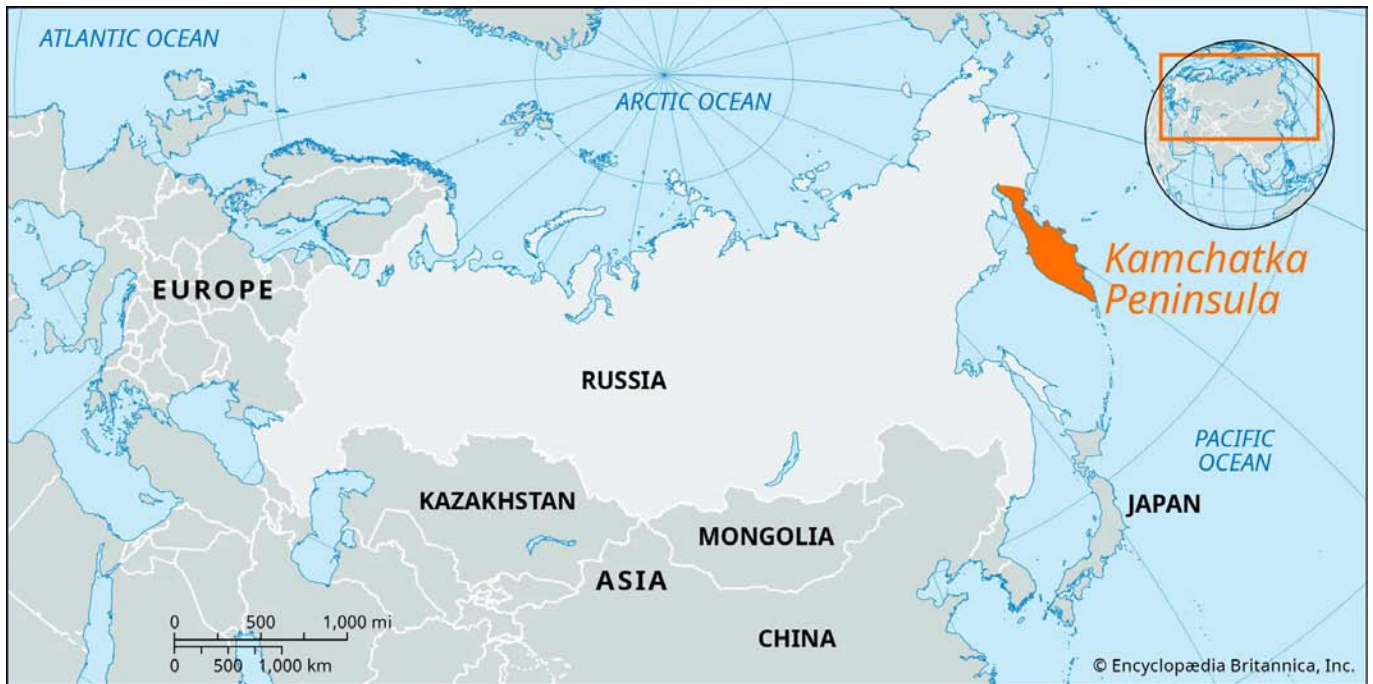 ATLANTIC OCEAN
ARCTIC OCEAN
Kamchatka
Peninsula
EUROPE
RUSSIA
PACIFIC
OCEAN
KAZAKHSTAN
JAPAN
MONGOLIA
ASIA
0 500 1,000 mi
0 500 1,000 km
CHINA
© Encyclopædia Britannica, Inc.